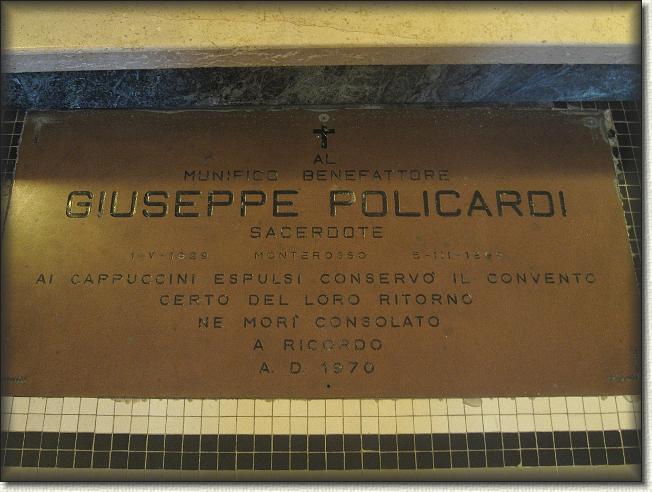 AL
MUNIFICO BENEFATTORE
GIUSEPPE POLICARDI
SACERDOTE
MONTEROSSO
AI CAPPUCCINI ESPULSI CONSERVO' IL CONVENTO
CERTO DEL LORO RITORNO
NE MORÌ CONSOLATO
A RICORDO
A. D. 1970